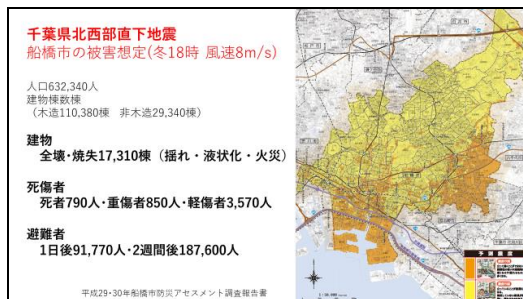 千葉県北西部直下地震
船橋市の被害想定(冬18時 風速8m/s)
人口632,340人
建物棟数棟
（木造110,380棟 非木造29,340棟）
建物
全壊・焼失17,310棟（揺れ・液状化・火災）
死傷者
死者790人・重傷者850人・軽傷者3,570人
避難者
1日後91,770人・2週間後187,600人
平成29・30年船橋市防災アセスメント調査報告書
予測震度